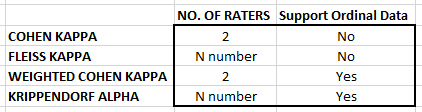 NO. OF RATERS Support Ordinal Data
COHEN KAPPA 2 No
FLEISS KAPPA N number No
WEIGHTED COHEN KAPPA 2 Yes
KRIPPENDORF ALPHA N number Yes